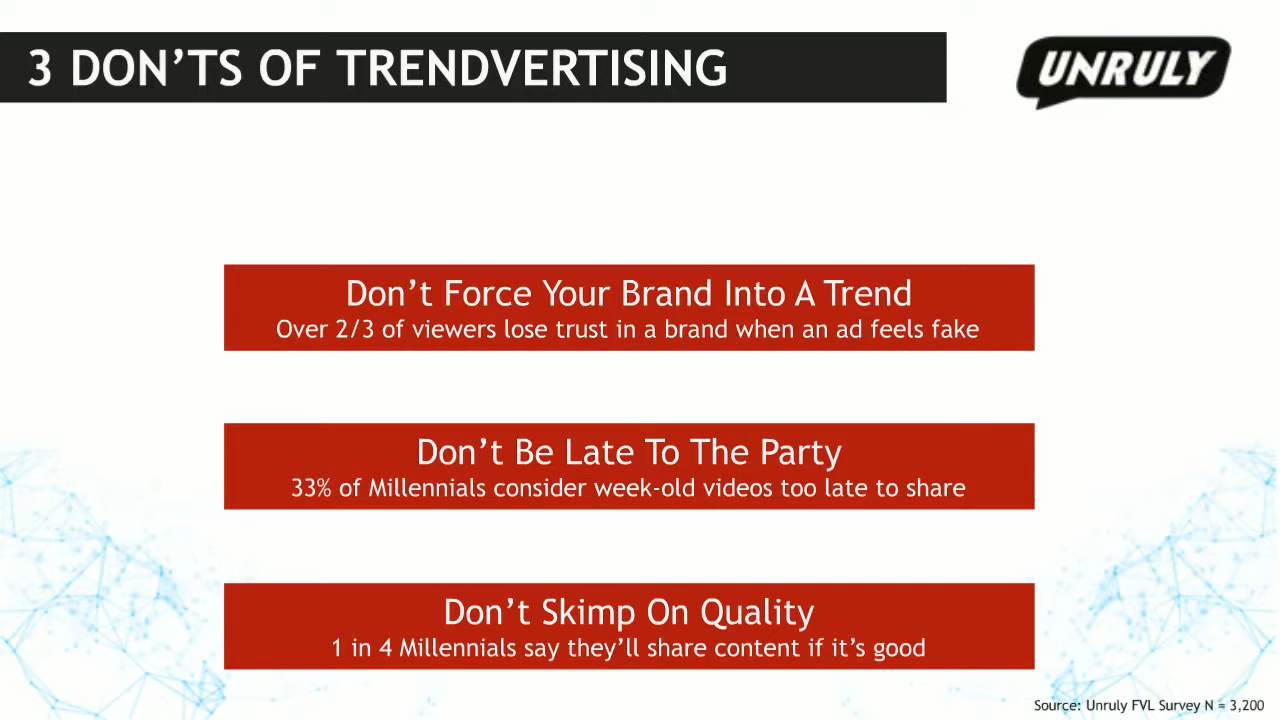 3 DON’TS OF TRENDVERTISING
UNRULY
Don’t Force Your Brand Into A Trend
Over 2/3 of viewers lose trust in a brand when an ad feels fake
Don’t Be Late To The Party
33% of Millennials consider week-old videos too late to share
Don’t Skimp On Quality
1 in 4 Millennials say they’ll share content if it’s good
Source: Unruly FVL Survey N = 3,200